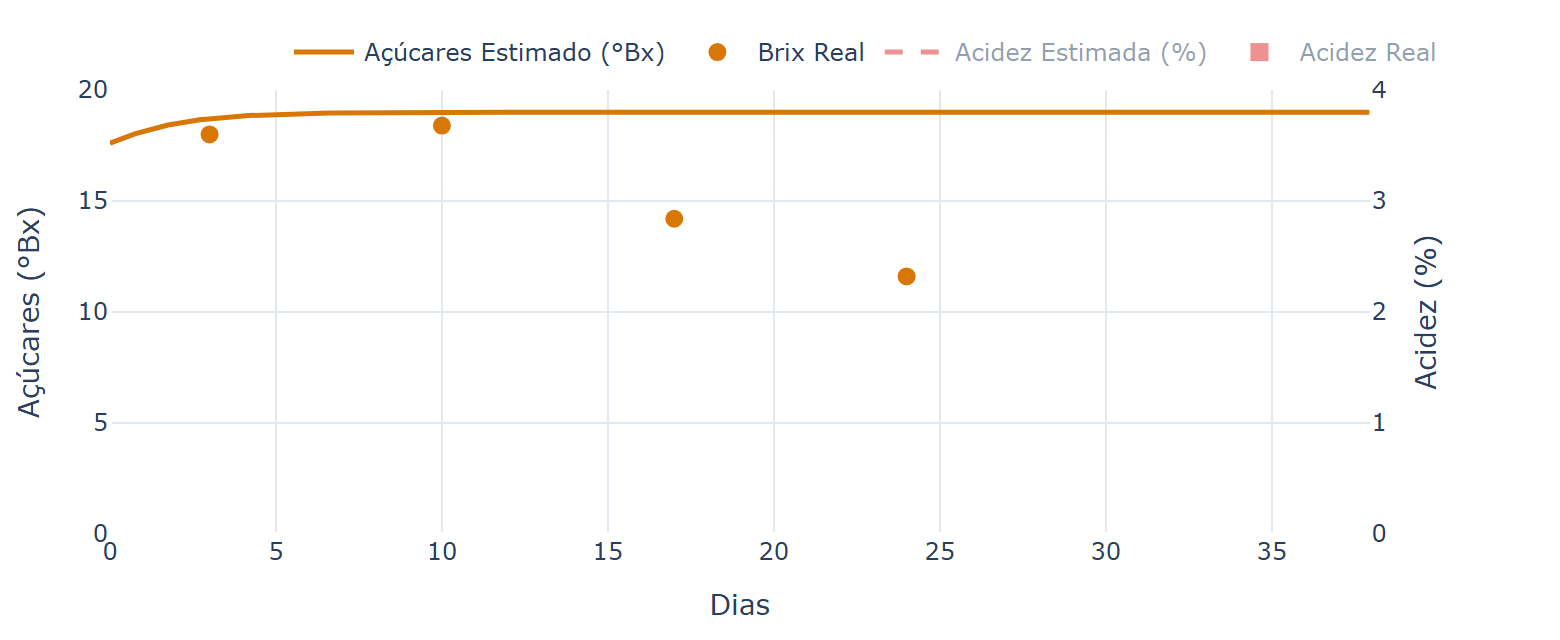 Açúcares Estimado (°Bx) Brix Real Acidez Estimada (%) Acidez Real
20 4
15 3
10 2
5 1
0 0
0 5 10 15 20 25 30 35
Dias
Açúcares (°Bx)
Acidez (%)